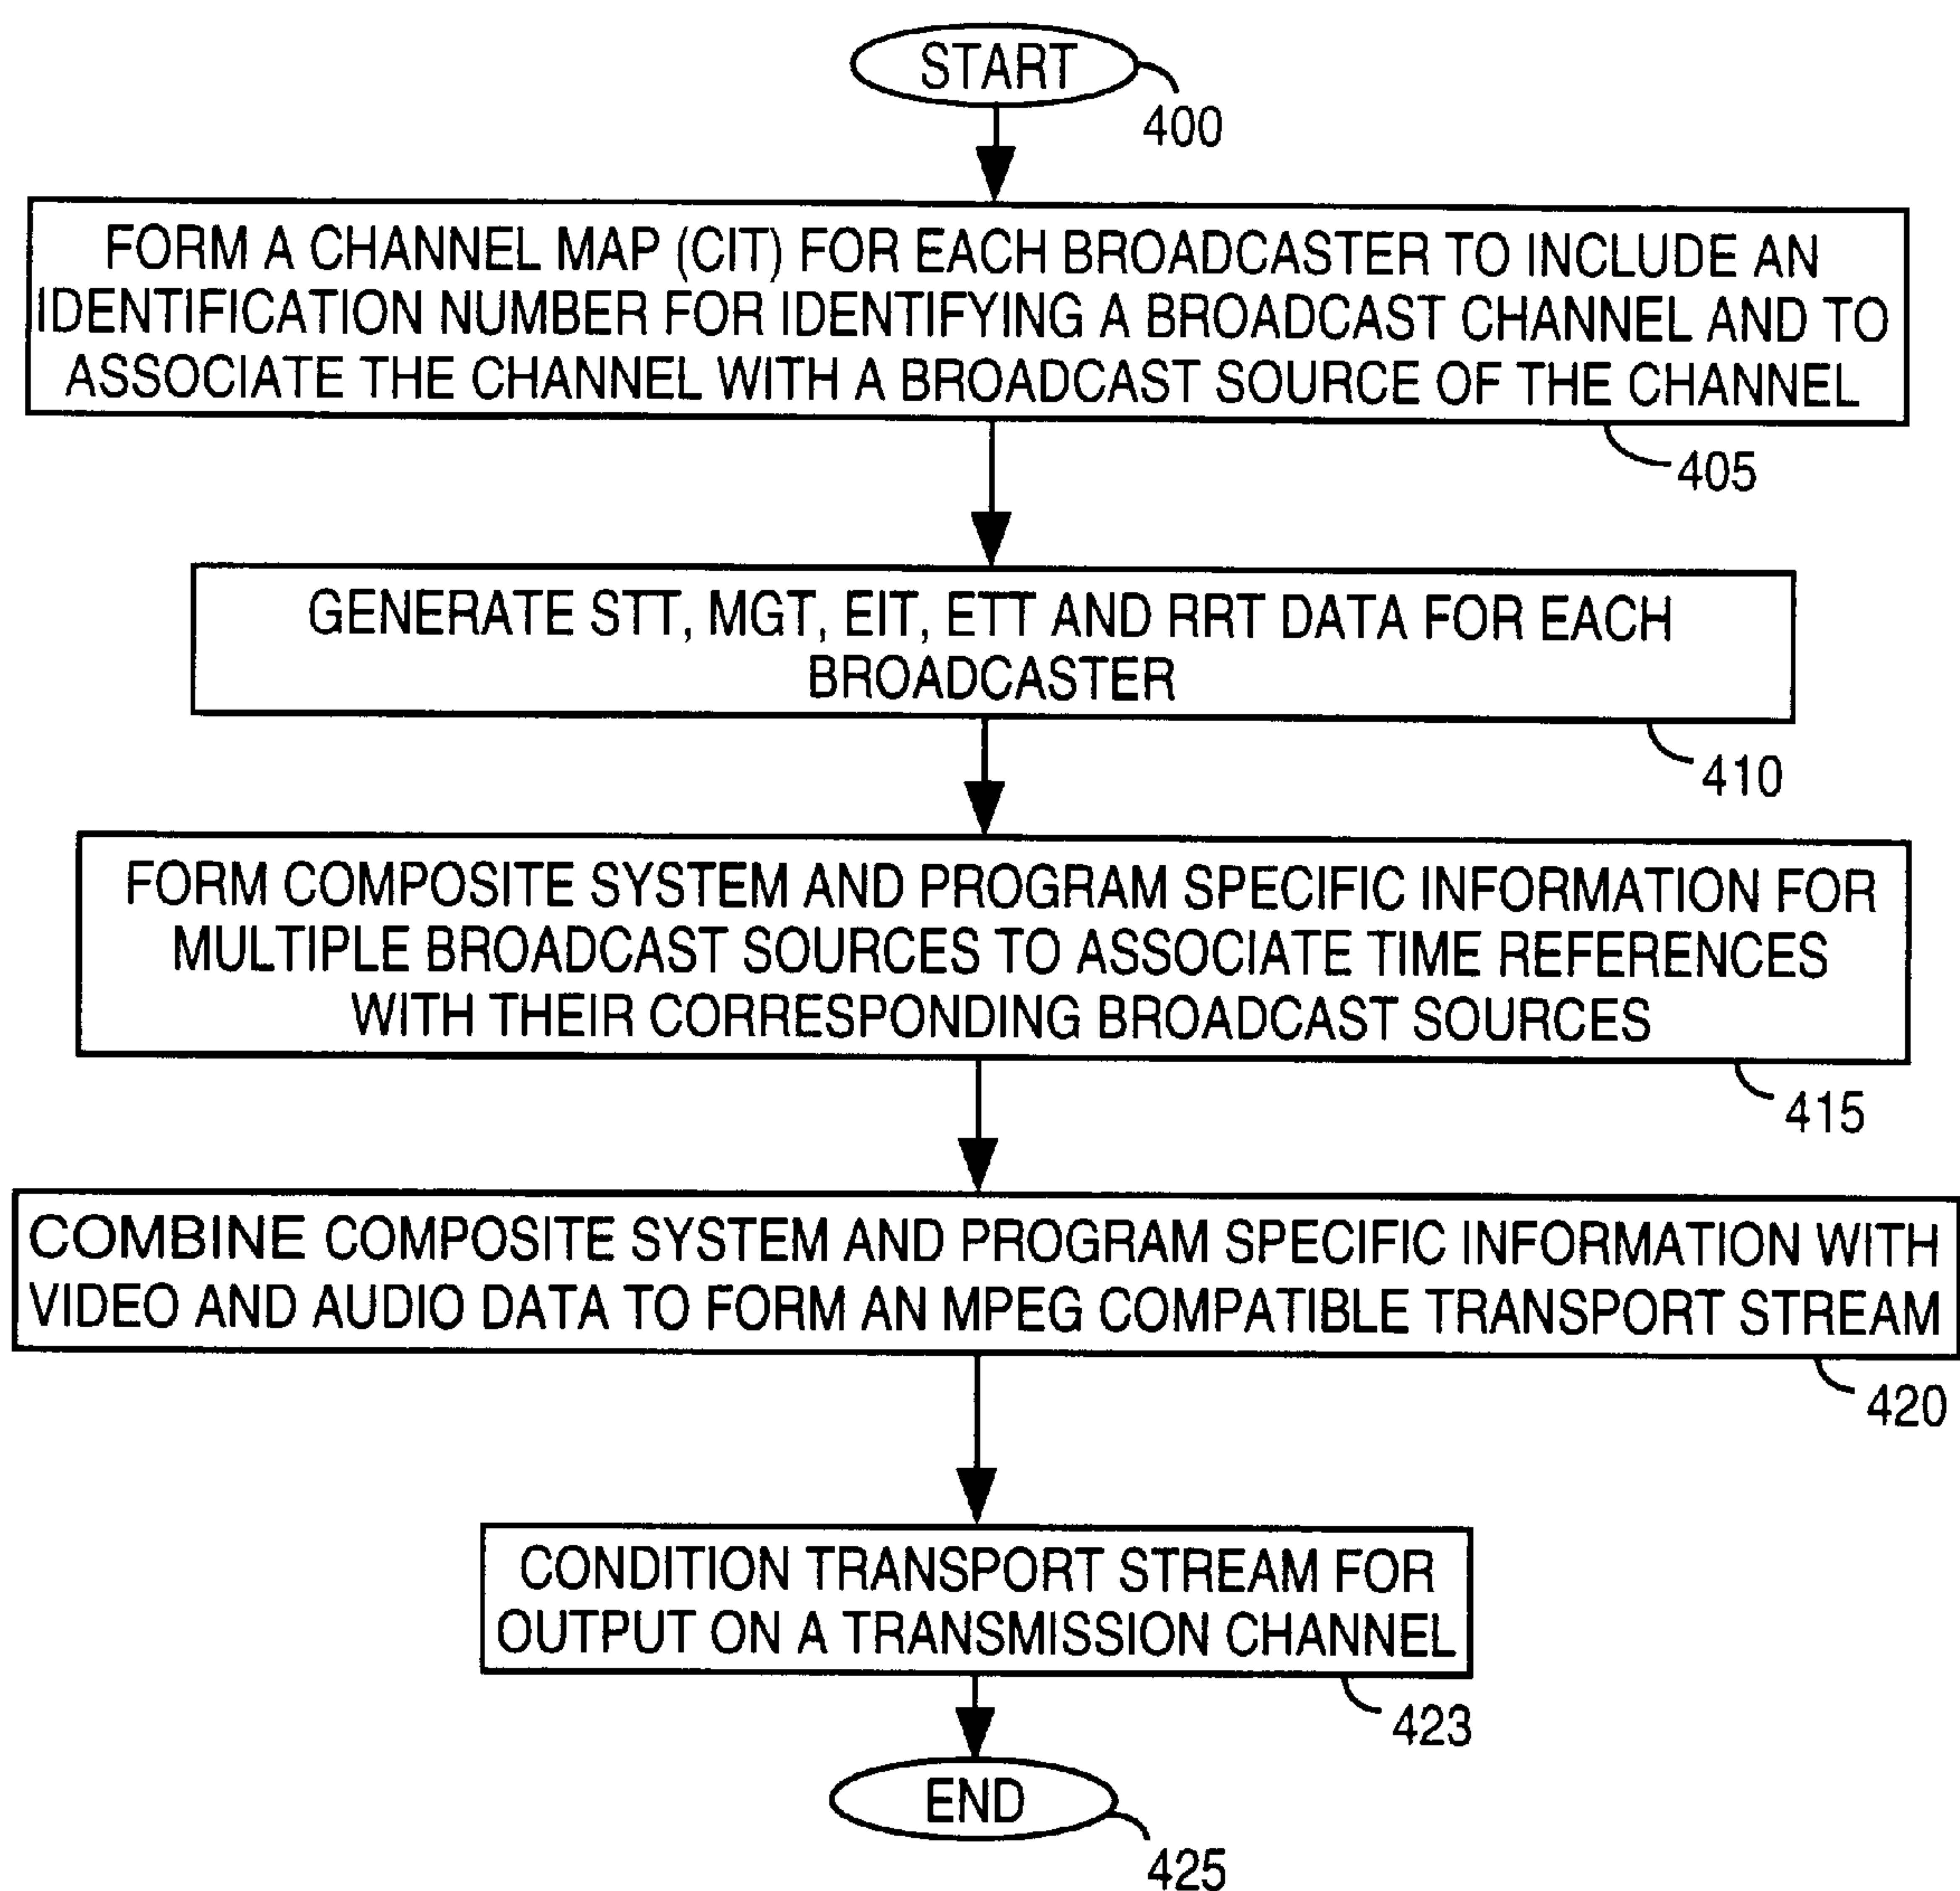 START
400
FORM A CHANNEL MAP (CIT) FOR EACH BROADCASTER TO INCLUDE AN
IDENTIFICATION NUMBER FOR IDENTIFYING A BROADCAST CHANNEL AND TO
ASSOCIATE THE CHANNEL WITH A BROADCAST SOURCE OF THE CHANNEL
405
GENERATE STT, MGT, EIT, ETT AND RRT DATA FOR EACH
BROADCASTER
410
FORM COMPOSITE SYSTEM AND PROGRAM SPECIFIC INFORMATION FOR
MULTIPLE BROADCAST SOURCES TO ASSOCIATE TIME REFERENCES
WITH THEIR CORRESPONDING BROADCAST SOURCES
415
COMBINE COMPOSITE SYSTEM AND PROGRAM SPECIFIC INFORMATION WITH
VIDEO AND AUDIO DATA TO FORM AN MPEG COMPATIBLE TRANSPORT STREAM
420
CONDITION TRANSPORT STREAM FOR
OUTPUT ON A TRANSMISSION CHANNEL
423
END
425